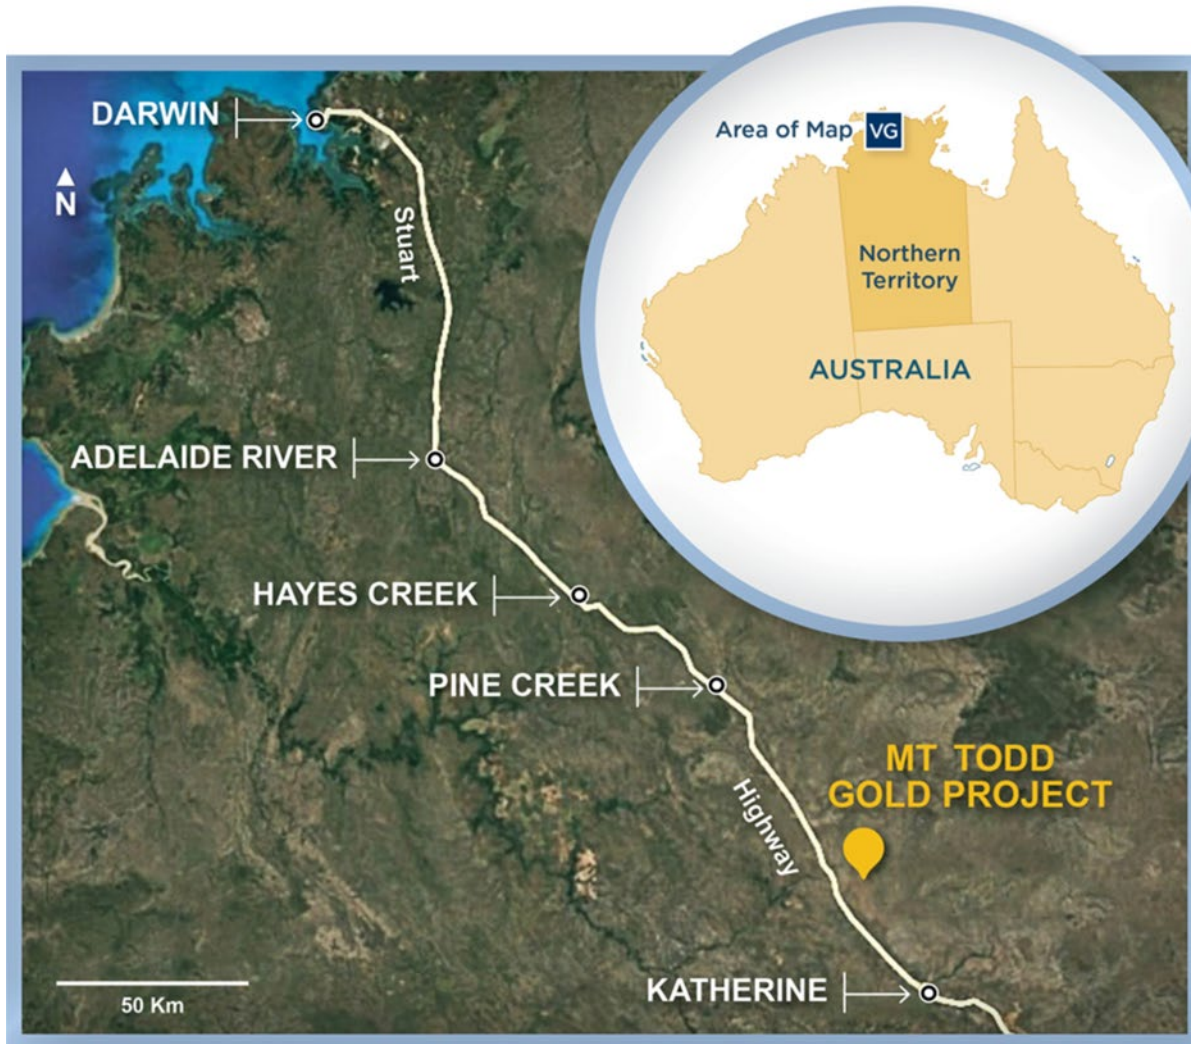 DARWIN
Area of Map
VG
N
Stuart
Northern
Territory
AUSTRALIA
ADELAIDE RIVER
HAYES CREEK
PINE CREEK
MT TODD
GOLD PROJECT
Highway
KATHERINE
50 Km